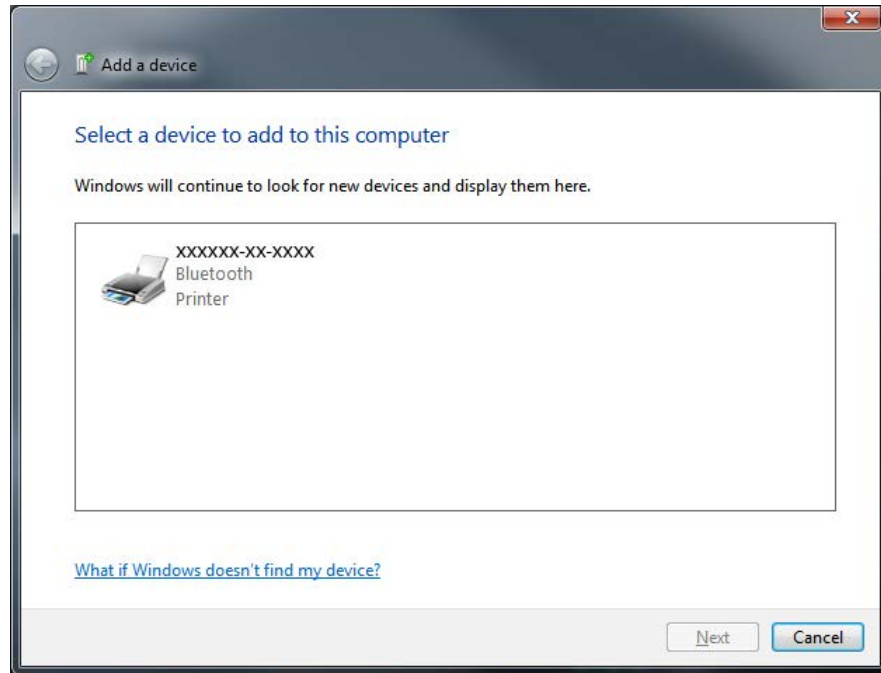 Add a device
Select a device to add to this computer
Windows will continue to look for new devices and display them here.
XXXXXX-XX-XXXX
Bluetooth
Printer
What if Windows doesn't find my device?
Next
Cancel